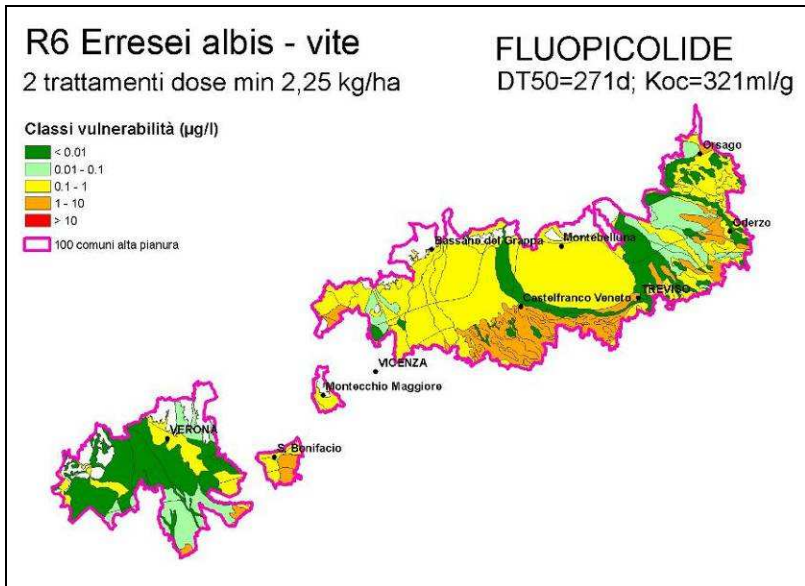 R6 Erresei albis - vite
2 trattamenti dose min 2,25 kg/ha
FLUOPICOLIDE
DT50=271d; Koc=321ml/g
Classi vulnerabilità (µg/l)
< 0.01
0.01 - 0.1
0.1 - 1
1 - 10
> 10
100 comuni alta pianura
Orsago
Oderzo
Bassano del Grappa
Montebelluna
Castelfranco Veneto
TREVISO
VICENZA
Montecchio Maggiore
VERONA
S. Bonifacio